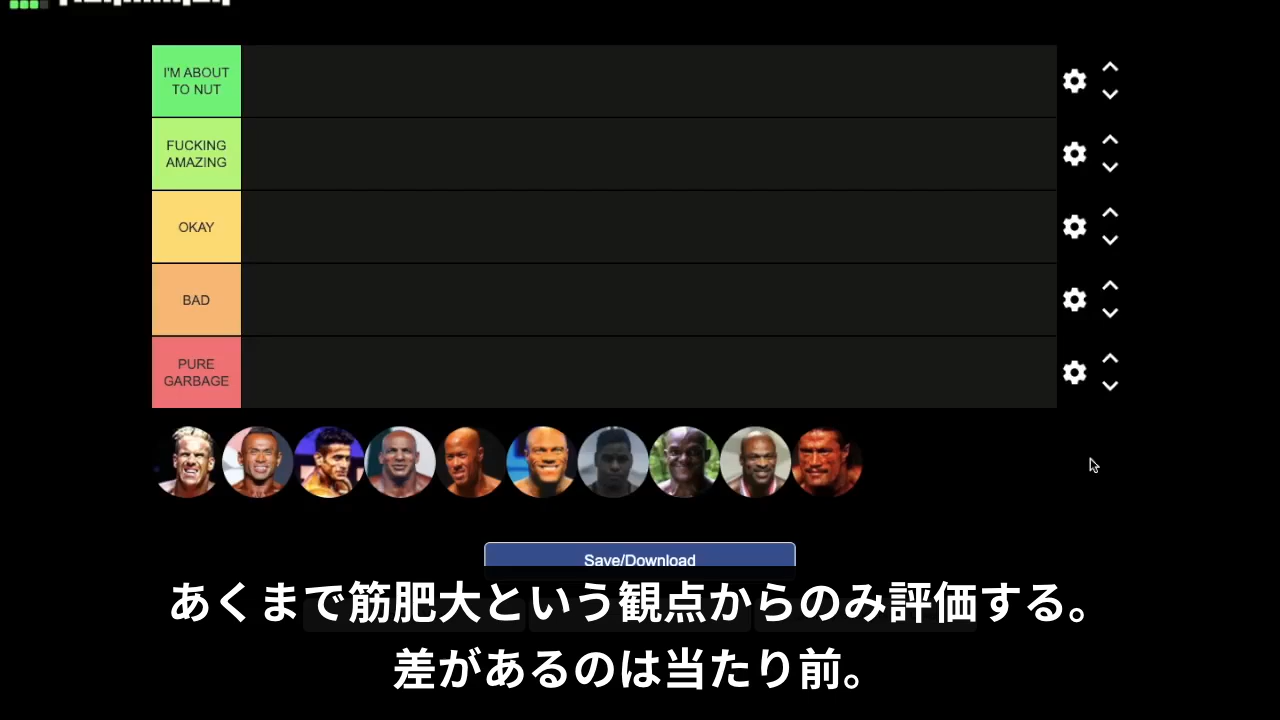 I'M ABOUT
TO NUT
FUCKING
AMAZING
OKAY
BAD
PURE
GARBAGE
Save/Download
あくまで筋肥大という観点からのみ評価する。
差があるのは当たり前。